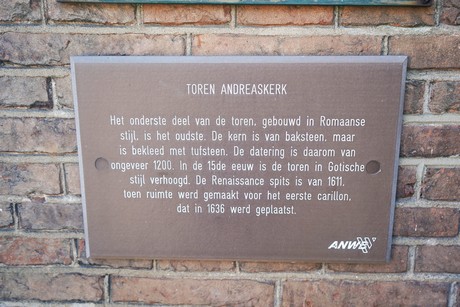 TOREN ANDREASKERK
Het onderste deel van de toren, gebouwd in Romaanse
stijl, is het oudste. De kern is van baksteen, maar
is bekleed met tufsteen. De datering is daarom van
ongeveer 1200. In de 15de eeuw is de toren in Gotische
stijl verhoogd. De Renaissance spits is van 1611,
toen ruimte werd gemaakt voor het eerste carillon,
dat in 1636 werd geplaatst.
ANWB